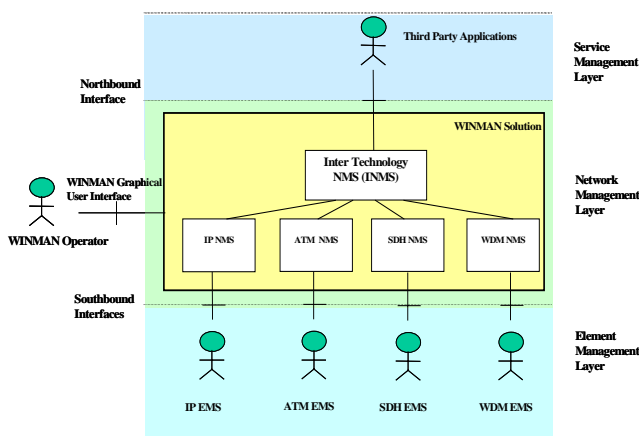 Third Party Applications
Service
Management
Layer
Northbound
Interface
WINMAN Solution
Inter Technology
NMS (INMS)
WINMAN Graphical
User Interface
Network
Management
Layer
WINMAN Operator
IP NMS
ATM NMS
SDH NMS
WDM NMS
Southbound
Interfaces
Element
Management
Layer
IP EMS
ATM EMS
SDH EMS
WDM EMS